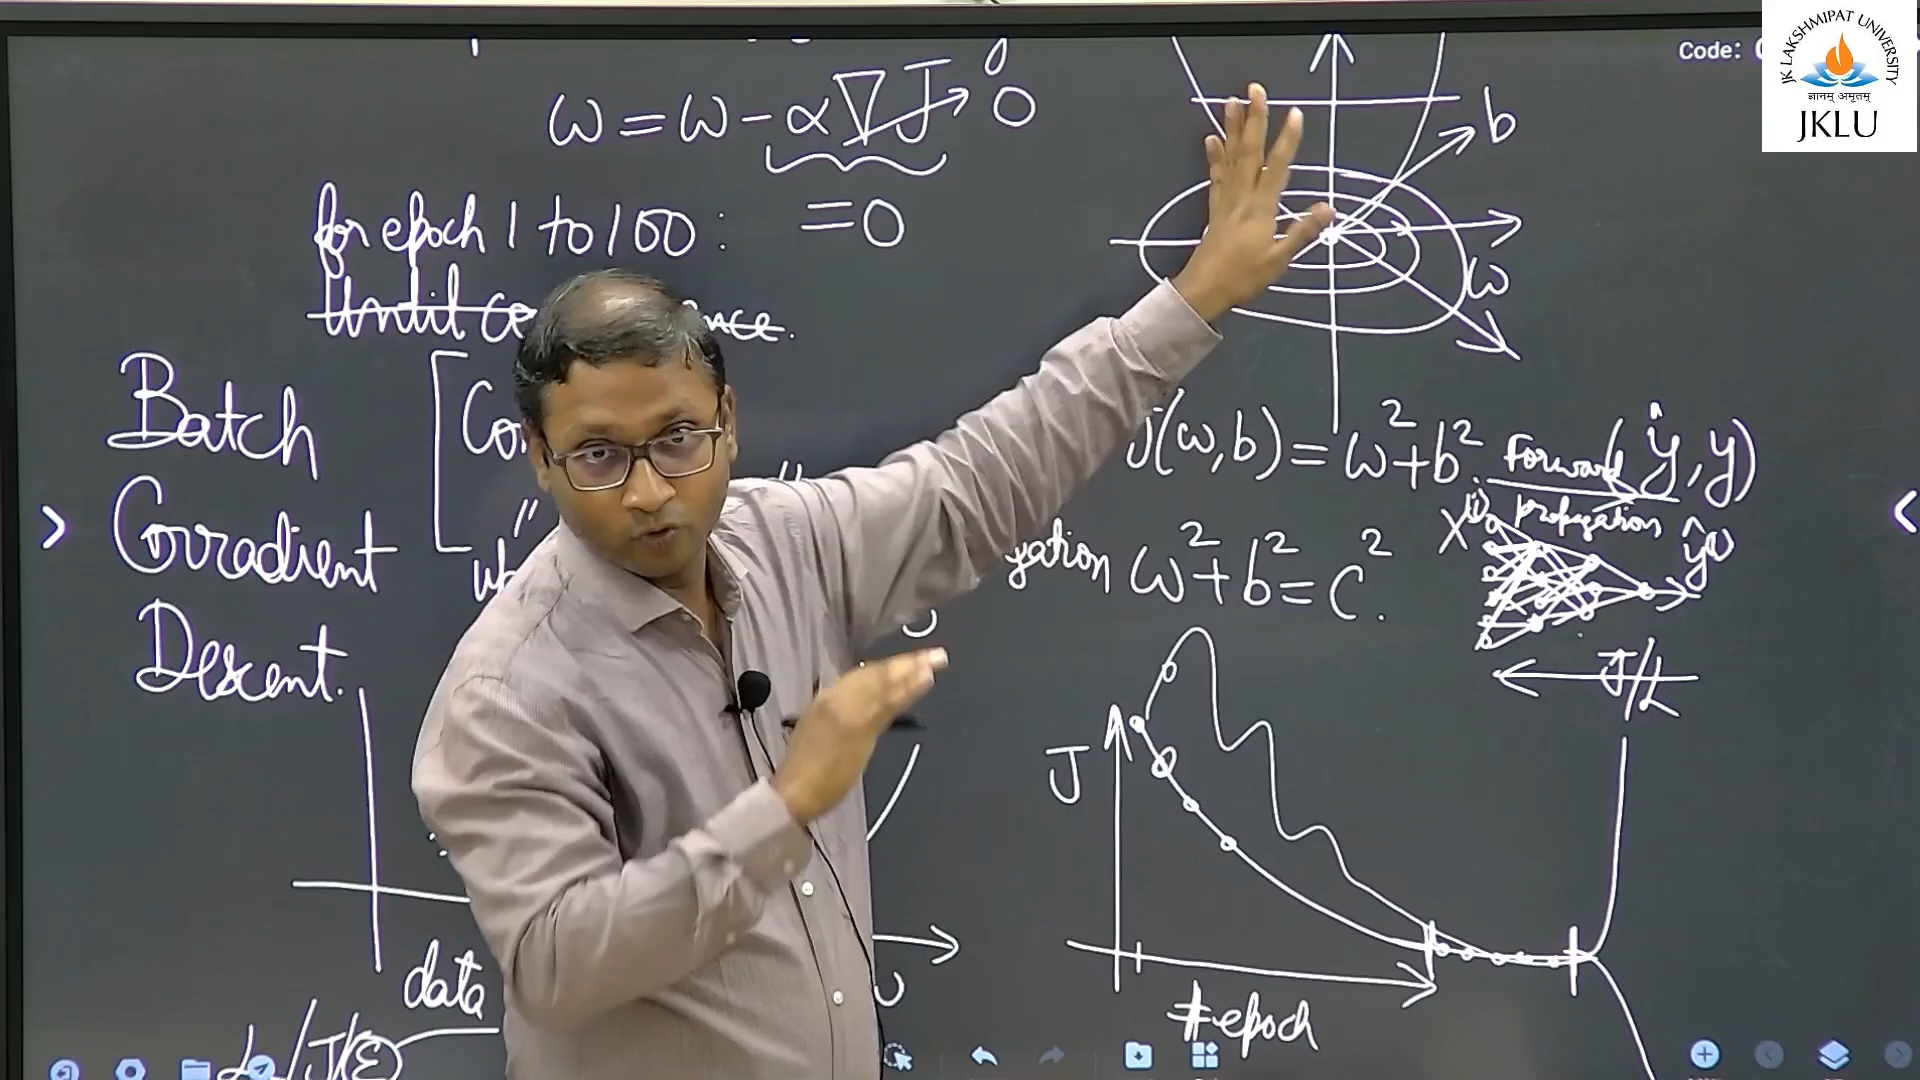 ω = ω - α∇J → 0
= 0
for epoch 1 to 100 :
Until
Batch
Gradient
Descent.
data
b
ω
J(ω, b) = ω² + b²
ω² + b² = c²
Forward
propagation
(ŷ, y)
J/L
J
#epoch
Code:
JK LAKSHMIPAT UNIVERSITY
ज्ञानम् अमृतम्
JKLU